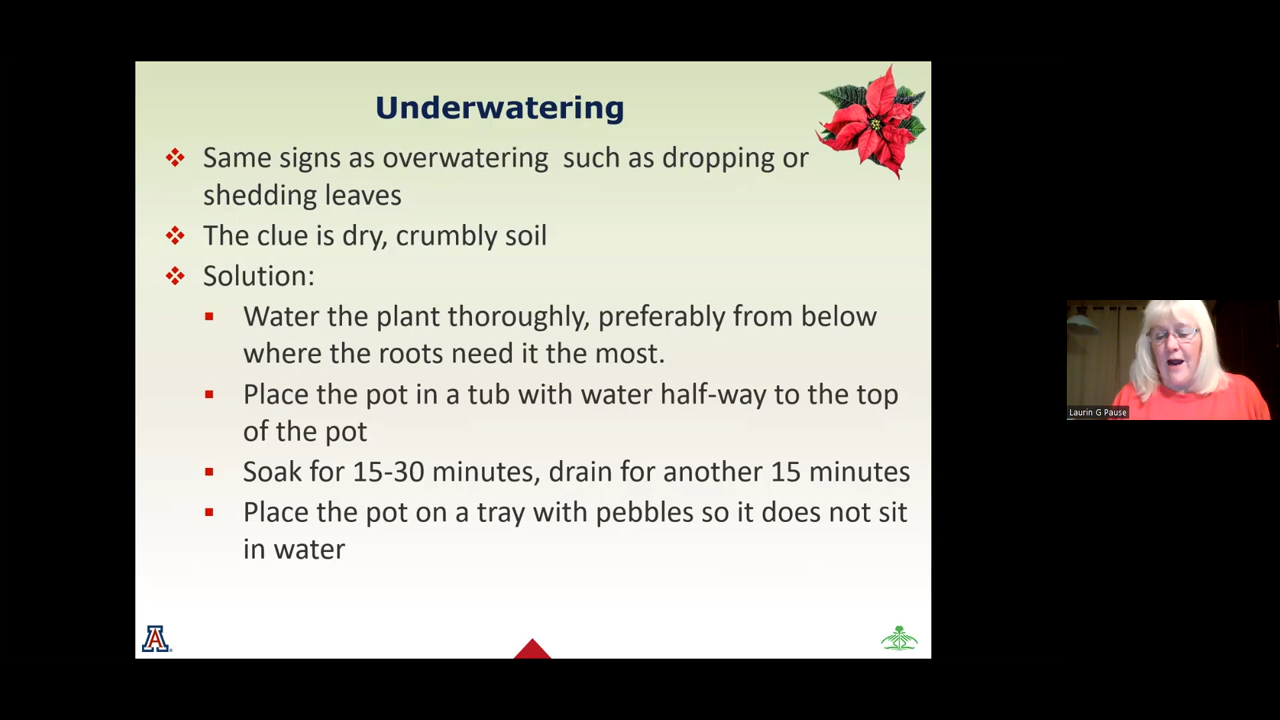 Underwatering
❖ Same signs as overwatering  such as dropping or
shedding leaves
❖ The clue is dry, crumbly soil
❖ Solution:
▪ Water the plant thoroughly, preferably from below
where the roots need it the most.
▪ Place the pot in a tub with water half-way to the top
of the pot
▪ Soak for 15-30 minutes, drain for another 15 minutes
▪ Place the pot on a tray with pebbles so it does not sit
in water
A
Laurin G Pause